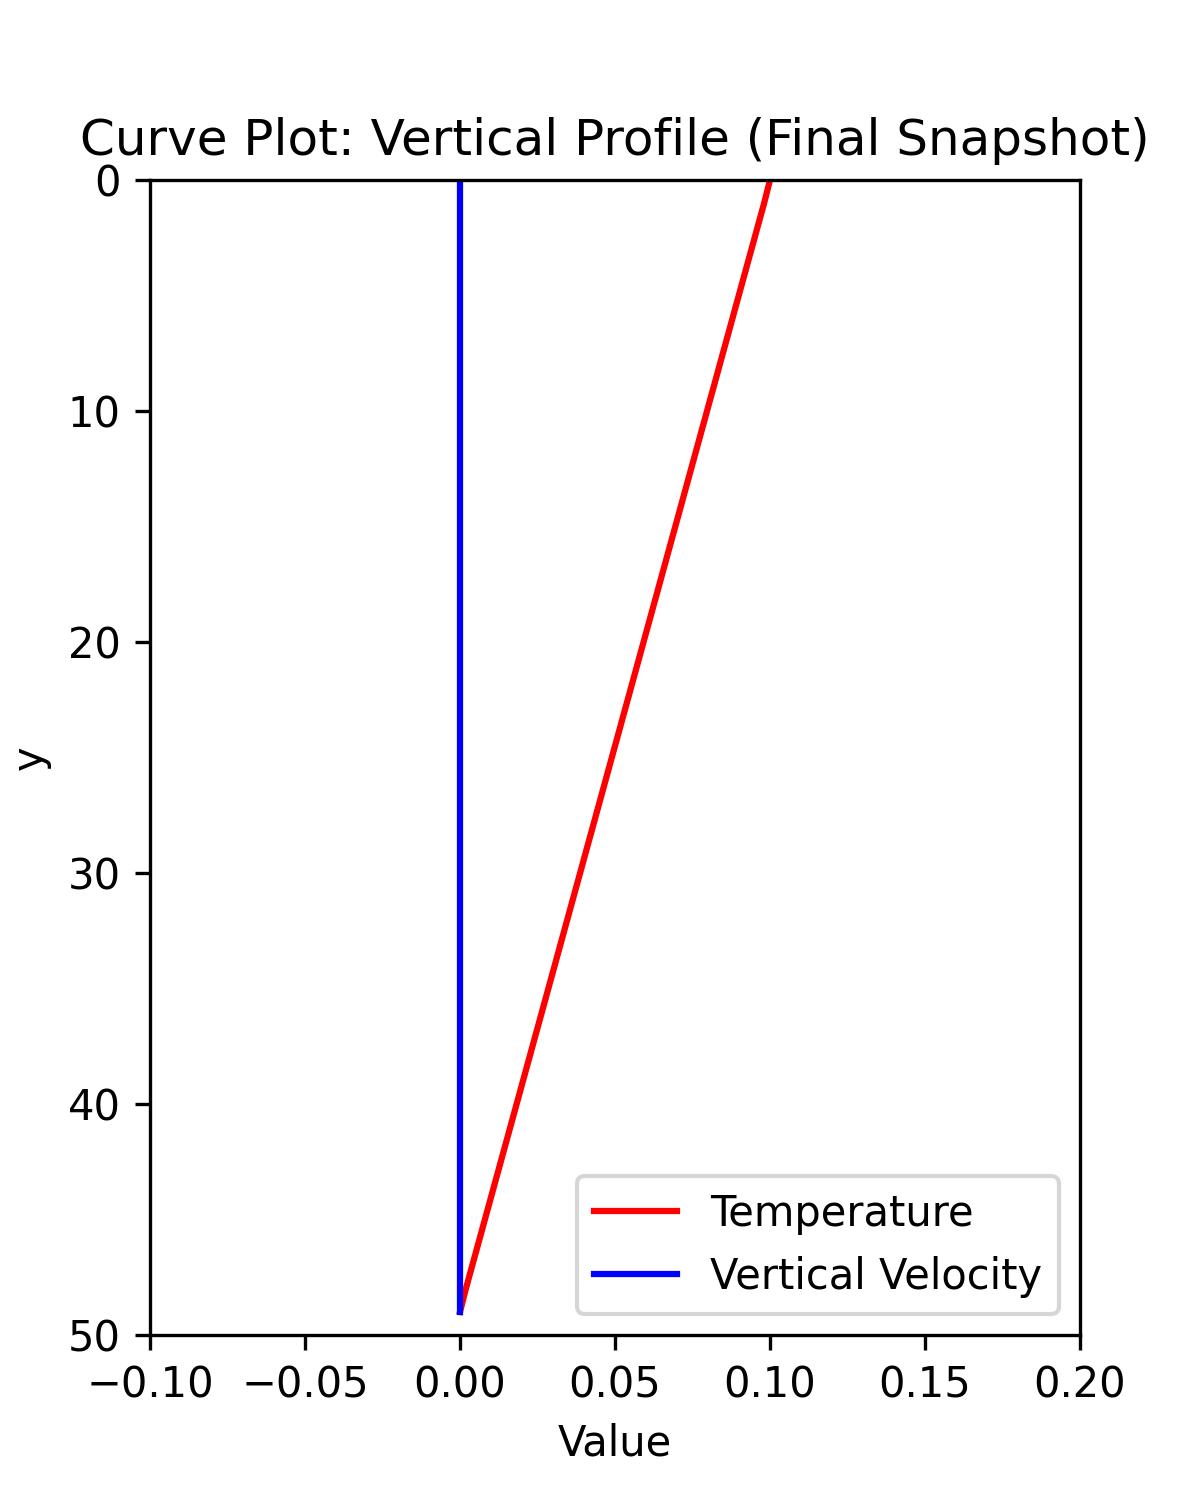 Curve Plot: Vertical Profile (Final Snapshot)
0
10
20
30
40
50
y
−0.10 −0.05 0.00 0.05 0.10 0.15 0.20
Value
Temperature
Vertical Velocity